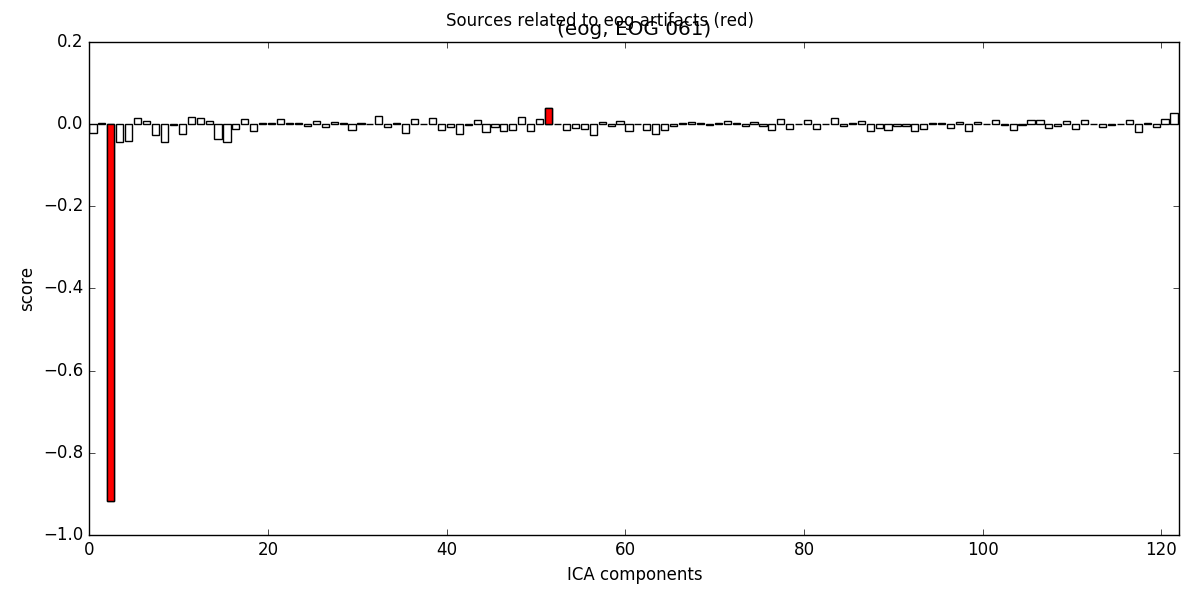 Sources related to eog artifacts (red)
(eog, EOG 061)
0.2
0.0
−0.2
−0.4
−0.6
−0.8
−1.0
score
0 20 40 60 80 100 120
ICA components